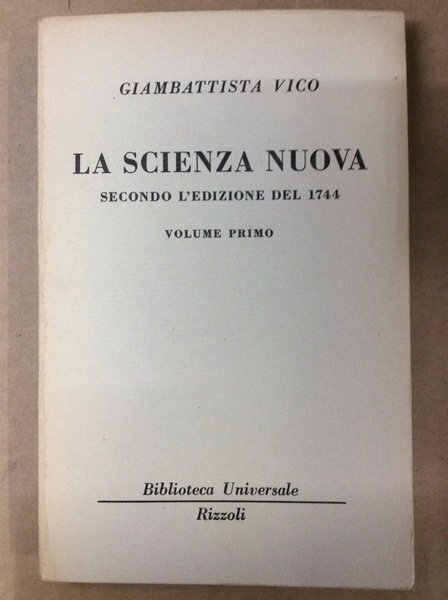 GIAMBATTISTA VICO
LA SCIENZA NUOVA
SECONDO L'EDIZIONE DEL 1744
VOLUME PRIMO
Biblioteca Universale
Rizzoli